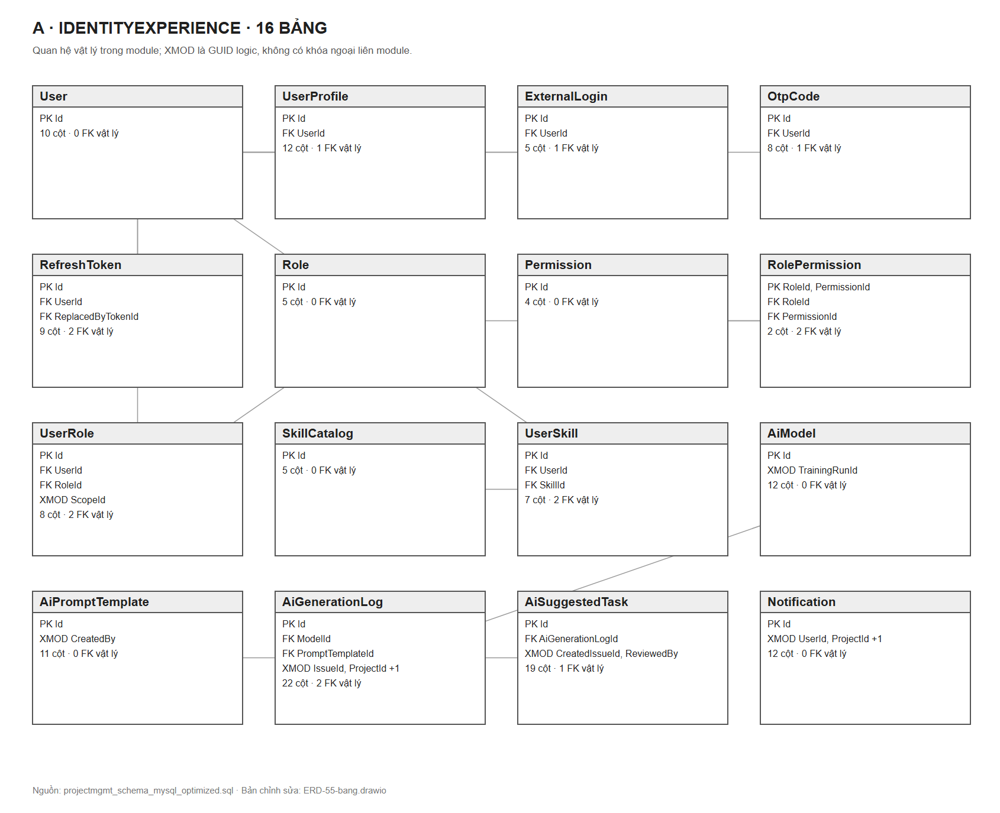 A · IDENTITYEXPERIENCE · 16 BẢNG
Quan hệ vật lý trong module; XMOD là GUID logic, không có khóa ngoại liên module.
User
PK Id
10 cột · 0 FK vật lý
UserProfile
PK Id
FK UserId
12 cột · 1 FK vật lý
ExternalLogin
PK Id
FK UserId
5 cột · 1 FK vật lý
OtpCode
PK Id
FK UserId
8 cột · 1 FK vật lý
RefreshToken
PK Id
FK UserId
FK ReplacedByTokenId
9 cột · 2 FK vật lý
Role
PK Id
5 cột · 0 FK vật lý
Permission
PK Id
4 cột · 0 FK vật lý
RolePermission
PK RoleId, PermissionId
FK RoleId
FK PermissionId
2 cột · 2 FK vật lý
UserRole
PK Id
FK UserId
FK RoleId
XMOD ScopeId
8 cột · 2 FK vật lý
SkillCatalog
PK Id
5 cột · 0 FK vật lý
UserSkill
PK Id
FK UserId
FK SkillId
7 cột · 2 FK vật lý
AiModel
PK Id
XMOD TrainingRunId
12 cột · 0 FK vật lý
AiPromptTemplate
PK Id
XMOD CreatedBy
11 cột · 0 FK vật lý
AiGenerationLog
PK Id
FK ModelId
FK PromptTemplateId
XMOD IssueId, ProjectId +1
22 cột · 2 FK vật lý
AiSuggestedTask
PK Id
FK AiGenerationLogId
XMOD CreatedIssueId, ReviewedBy
19 cột · 1 FK vật lý
Notification
PK Id
XMOD UserId, ProjectId +1
12 cột · 0 FK vật lý
Nguồn: projectmgmt_schema_mysql_optimized.sql · Bản chỉnh sửa: ERD-55-bang.drawio